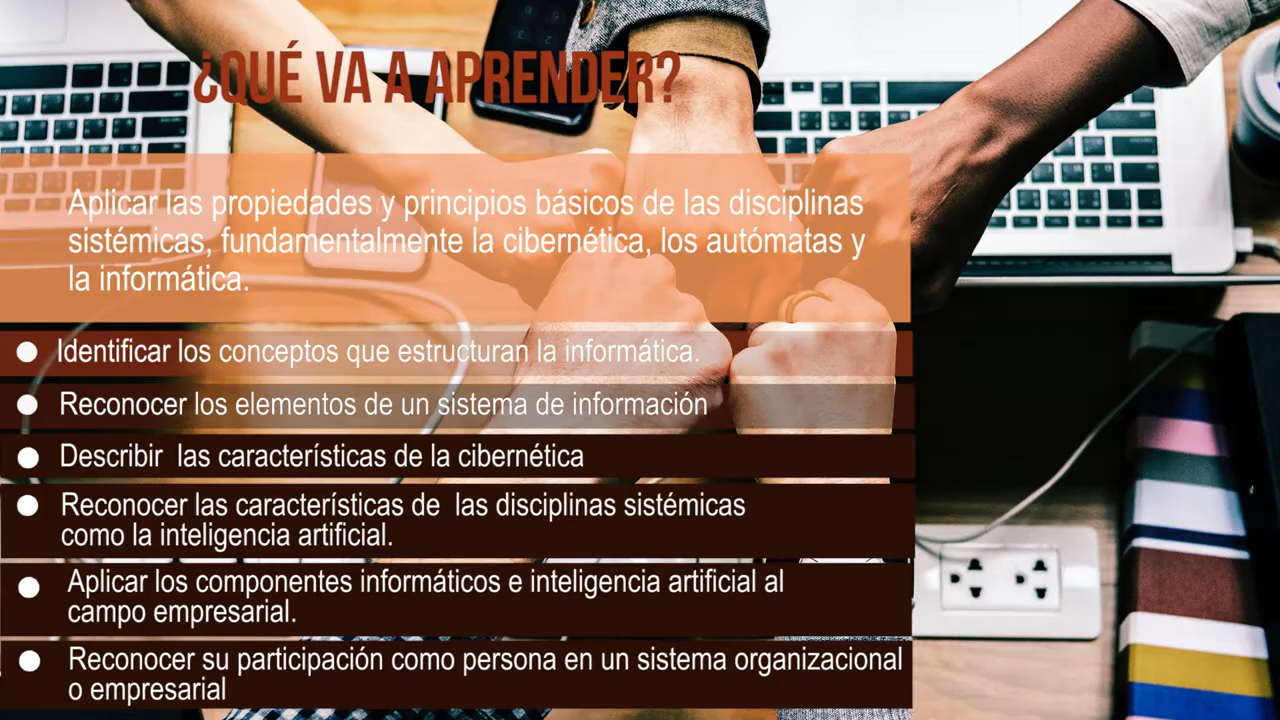 ¿QUÉ VA A APRENDER?
Aplicar las propiedades y principios básicos de las disciplinas
sistémicas, fundamentalmente la cibernética, los autómatas y
la informática.
Identificar los conceptos que estructuran la informática.
Reconocer los elementos de un sistema de información
Describir las características de la cibernética
Reconocer las características de las disciplinas sistémicas
como la inteligencia artificial.
Aplicar los componentes informáticos e inteligencia artificial al
campo empresarial.
Reconocer su participación como persona en un sistema organizacional
o empresarial